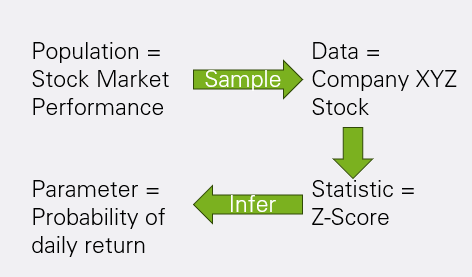 Population =
Stock Market
Performance
Sample
Data =
Company XYZ
Stock
Statistic =
Z-Score
Infer
Parameter =
Probability of
daily return